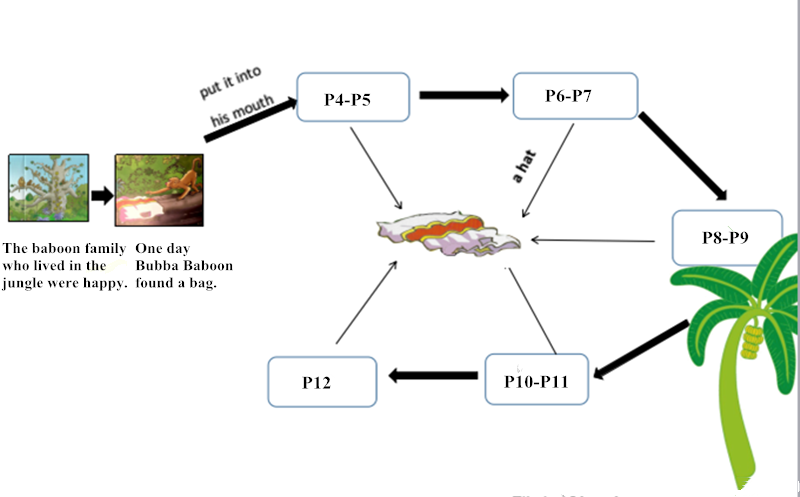 put it into
his mouth
P4-P5
P6-P7
a hat
P8-P9
The baboon family
who lived in the
jungle were happy.
One day
Bubba Baboon
found a bag.
P12
P10-P11